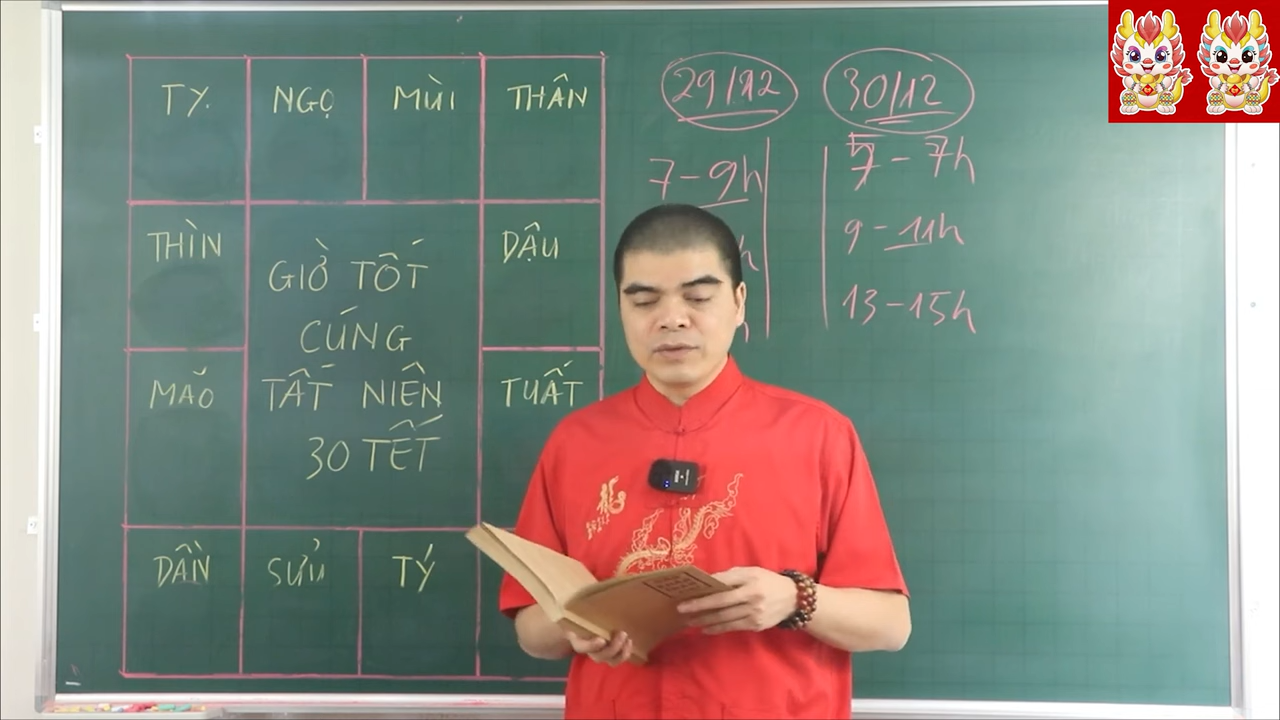 TỴ NGỌ MÙI THÂN
THÌN DẬU
MÃO TUẤT
DẦN SỬU TÝ
GIỜ TỐT
CÚNG
TẤT NIÊN
30 TẾT
29/12
7-9h
h
h
30/12
5-7h
9-11h
13-15h